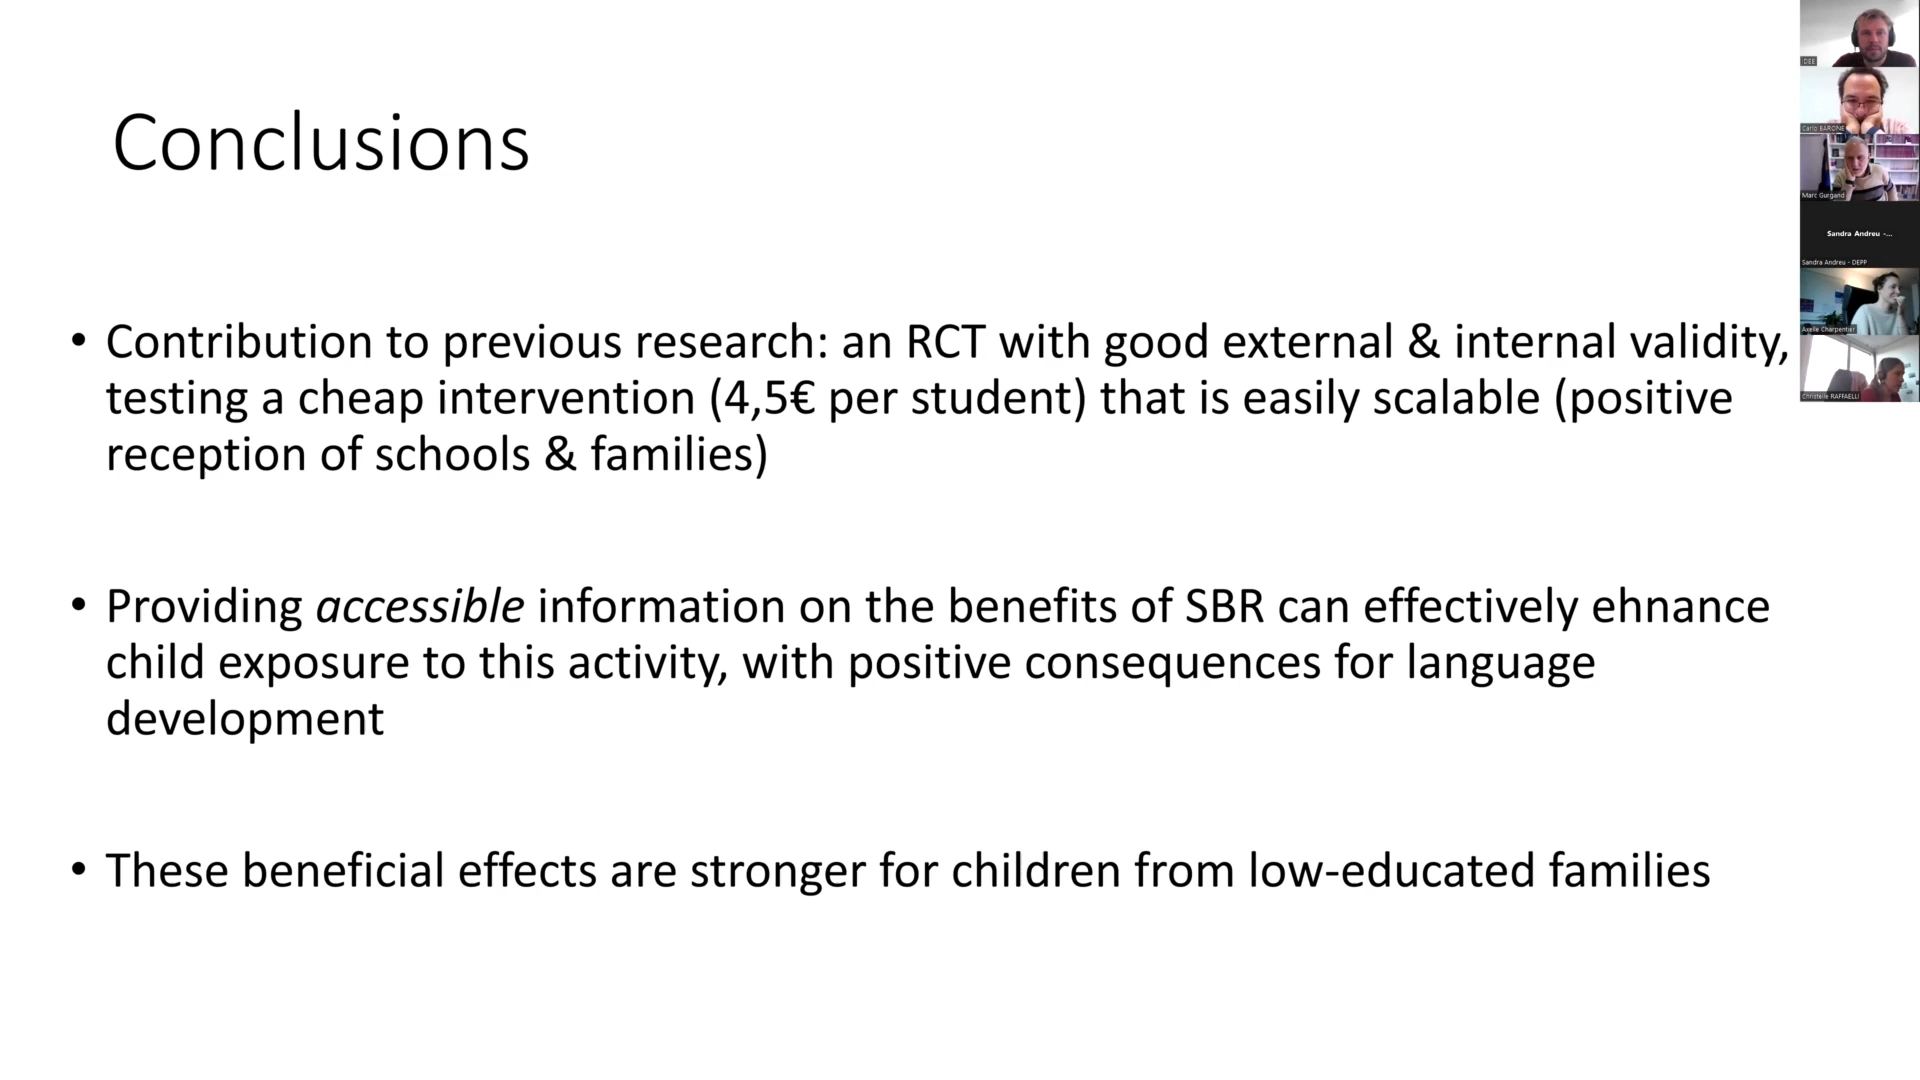 Conclusions
• Contribution to previous research: an RCT with good external & internal validity,
testing a cheap intervention (4,5€ per student) that is easily scalable (positive
reception of schools & families)
• Providing accessible information on the benefits of SBR can effectively ehnance
child exposure to this activity, with positive consequences for language
development
• These beneficial effects are stronger for children from low-educated families
IDEE
Carlo BARONE
Marc Gurgand
Sandra Andreu -...
Sandra Andreu - DEPP
Axelle Charpentier
Christelle RAFFAELLI